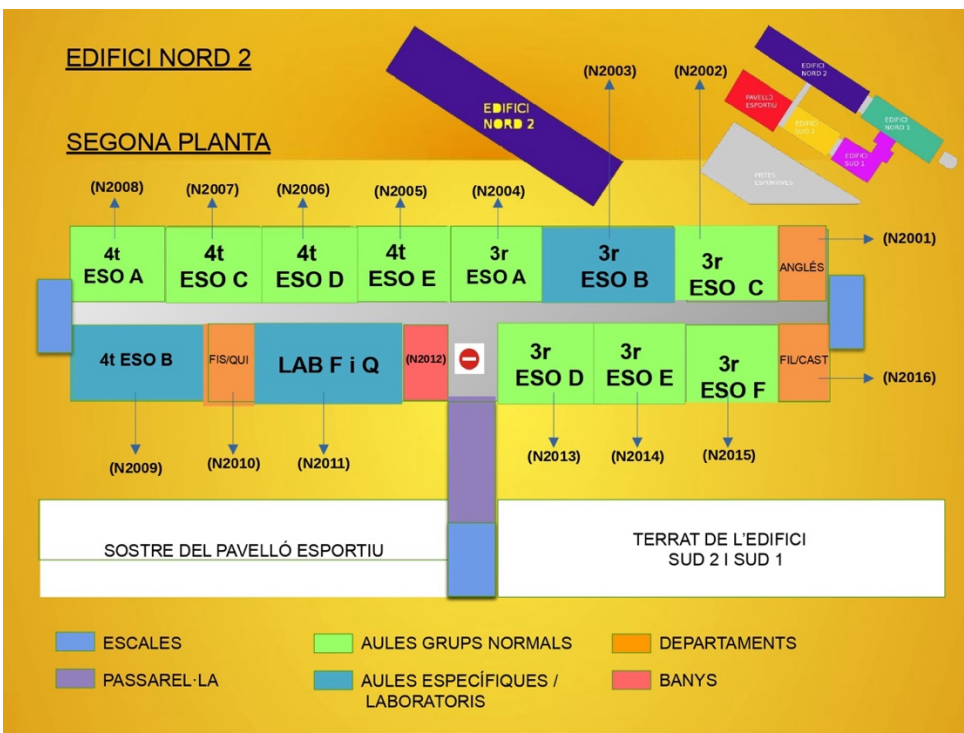 EDIFICI NORD 2
SEGONA PLANTA
EDIFICI
NORD 2
EDIFICI
NORD 2
PAVELLÓ
ESPORTIU
EDIFICI
SUD 2
EDIFICI
NORD 1
EDIFICI
SUD 1
PISTES
ESPORTIVES
(N2003)
(N2002)
(N2008)
(N2007)
(N2006)
(N2005)
(N2004)
(N2001)
4t
ESO A
4t
ESO C
4t
ESO D
4t
ESO E
3r
ESO A
3r
ESO B
3r
ESO C
ANGLÉS
4t ESO B
FIS/QUI
LAB F i Q
(N2012)
3r
ESO D
3r
ESO E
3r
ESO F
FIL/CAST
(N2016)
(N2009)
(N2010)
(N2011)
(N2013)
(N2014)
(N2015)
SOSTRE DEL PAVELLÓ ESPORTIU
TERRAT DE L'EDIFICI
SUD 2 I SUD 1
ESCALES
AULES GRUPS NORMALS
DEPARTAMENTS
PASSAREL·LA
AULES ESPECÍFIQUES /
LABORATORIS
BANYS